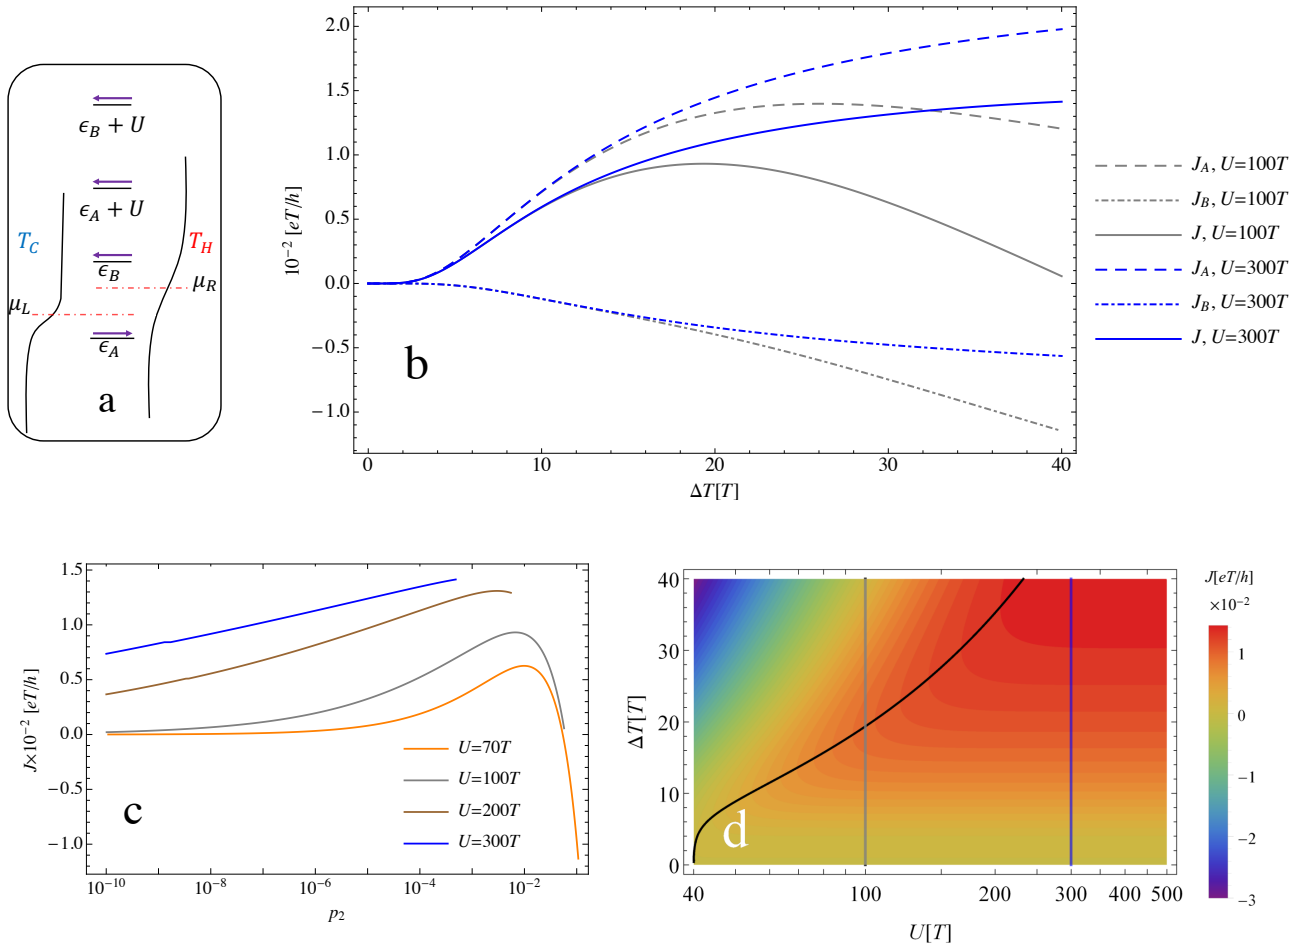 ϵ_B + U
ϵ_A + U
T_C
T_H
ϵ_B
μ_R
μ_L
ϵ_A
a
2.0
1.5
1.0
0.5
0.0
−0.5
−1.0
10⁻² [eT/h]
0
10
20
30
40
ΔT[T]
b
J_A, U=100T
J_B, U=100T
J, U=100T
J_A, U=300T
J_B, U=300T
J, U=300T
1.5
1.0
0.5
0.0
−0.5
−1.0
J×10⁻² [eT/h]
U=70T
U=100T
U=200T
U=300T
c
10⁻¹⁰
10⁻⁸
10⁻⁶
10⁻⁴
10⁻²
p₂
40
30
20
10
0
ΔT[T]
d
40
100
200
300
400
500
U[T]
J[eT/h]
×10⁻²
1
0
−1
−2
−3